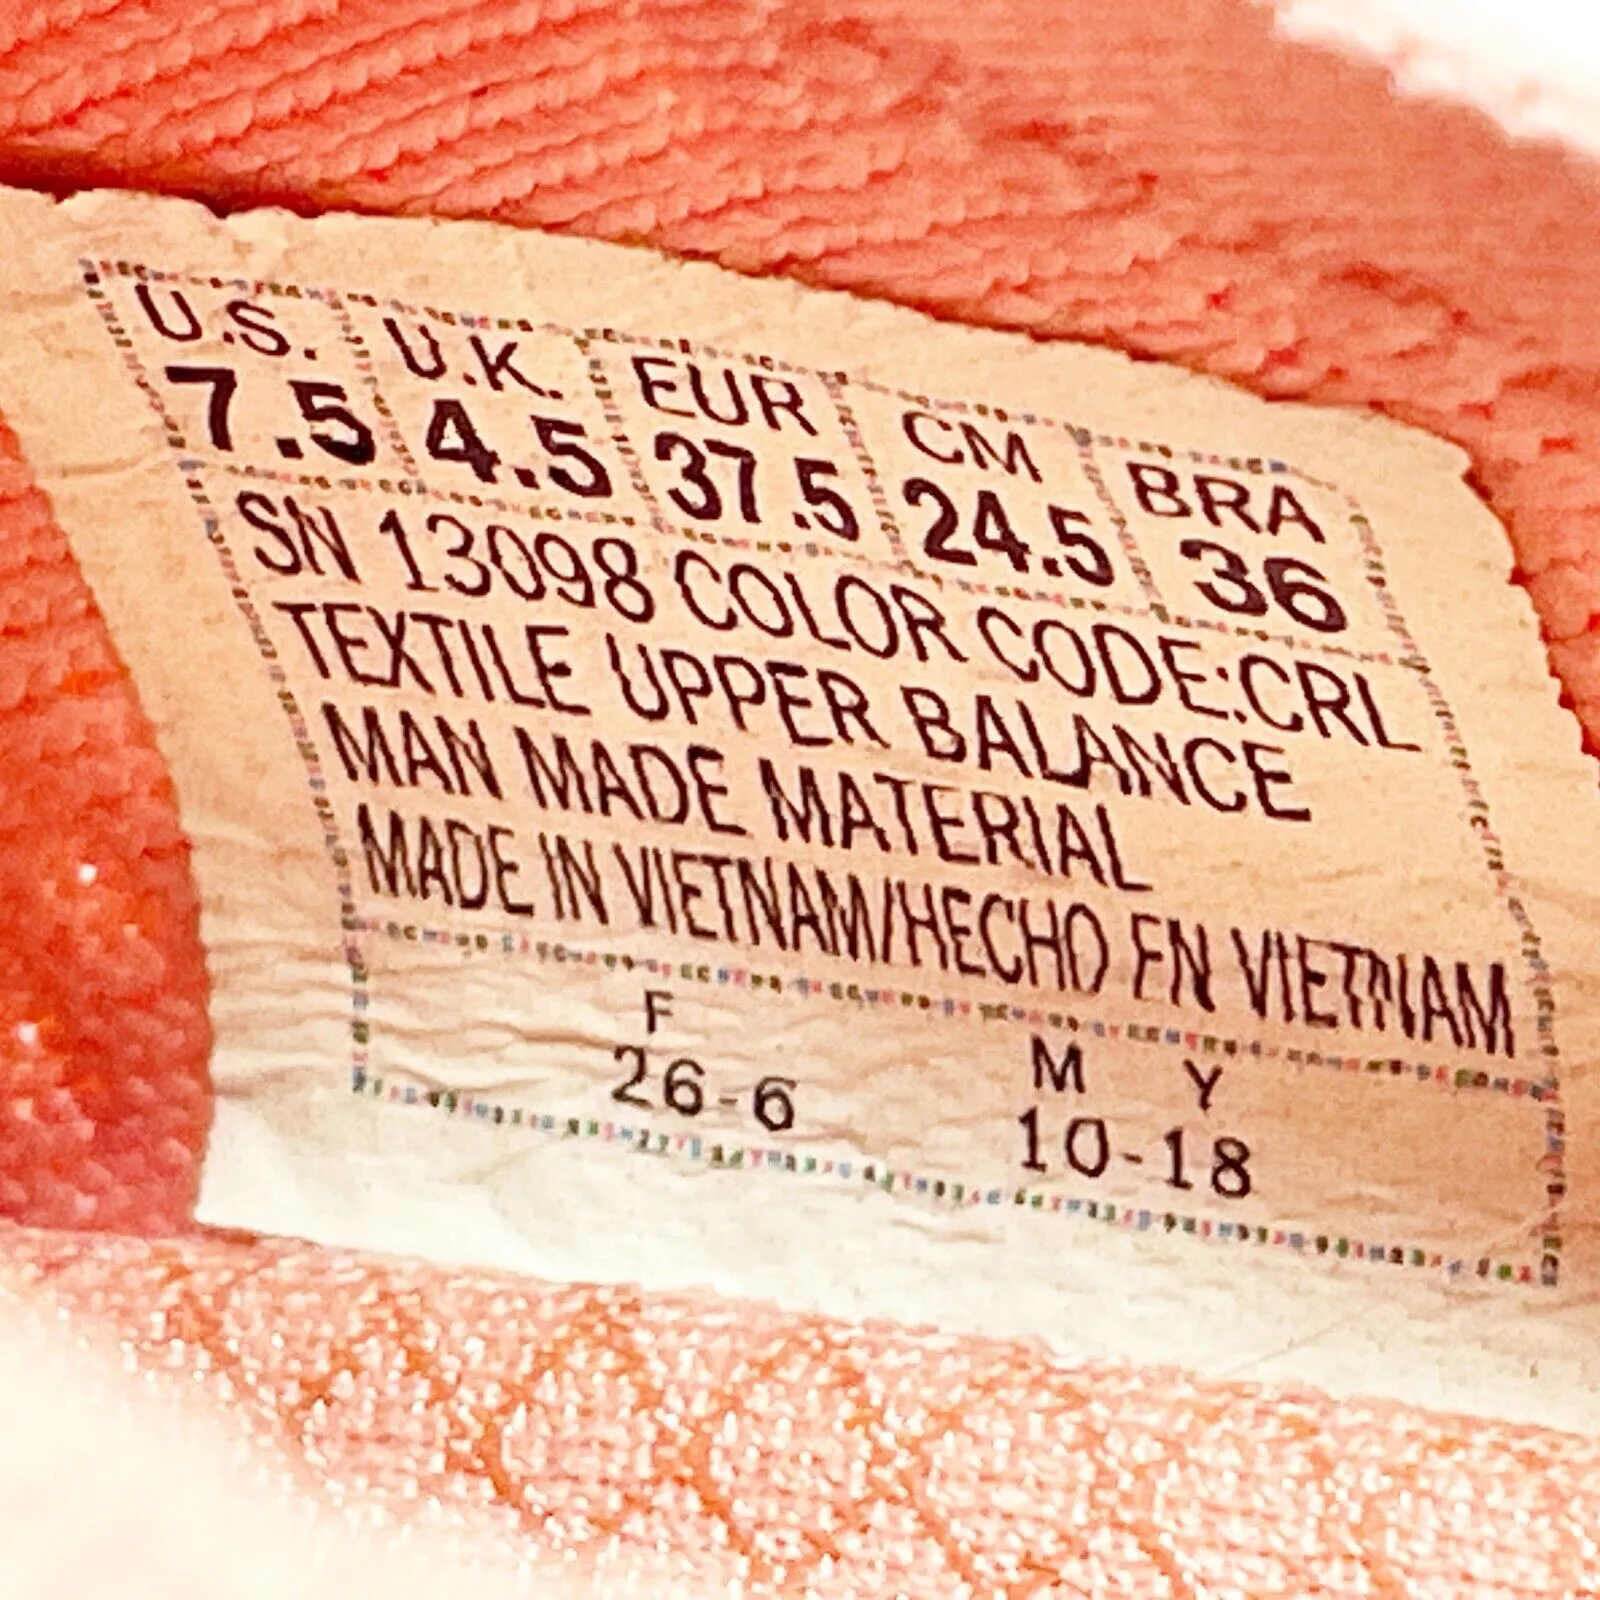 U.S. U.K. EUR CM BRA
7.5 4.5 37.5 24.5 36
SN 13098 COLOR CODE:CRL
TEXTILE UPPER BALANCE
MAN MADE MATERIAL
MADE IN VIETNAM/HECHO EN VIETNAM
F M Y
26-6 10-18